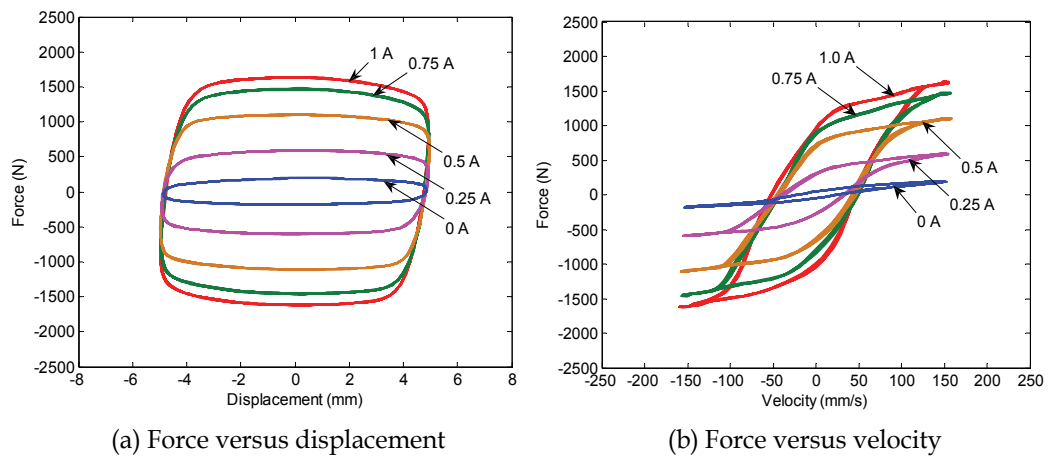 2500
2000
1500
1000
500
0
-500
-1000
-1500
-2000
-2500
Force (N)
-8
-6
-4
-2
0
2
4
6
8
Displacement (mm)
1 A
0.75 A
0.5 A
0.25 A
0 A
(a) Force versus displacement
2500
2000
1500
1000
500
0
-500
-1000
-1500
-2000
-2500
Force (N)
-250
-200
-150
-100
-50
0
50
100
150
200
250
Velocity (mm/s)
1.0 A
0.75 A
0.5 A
0.25 A
0 A
(b) Force versus velocity